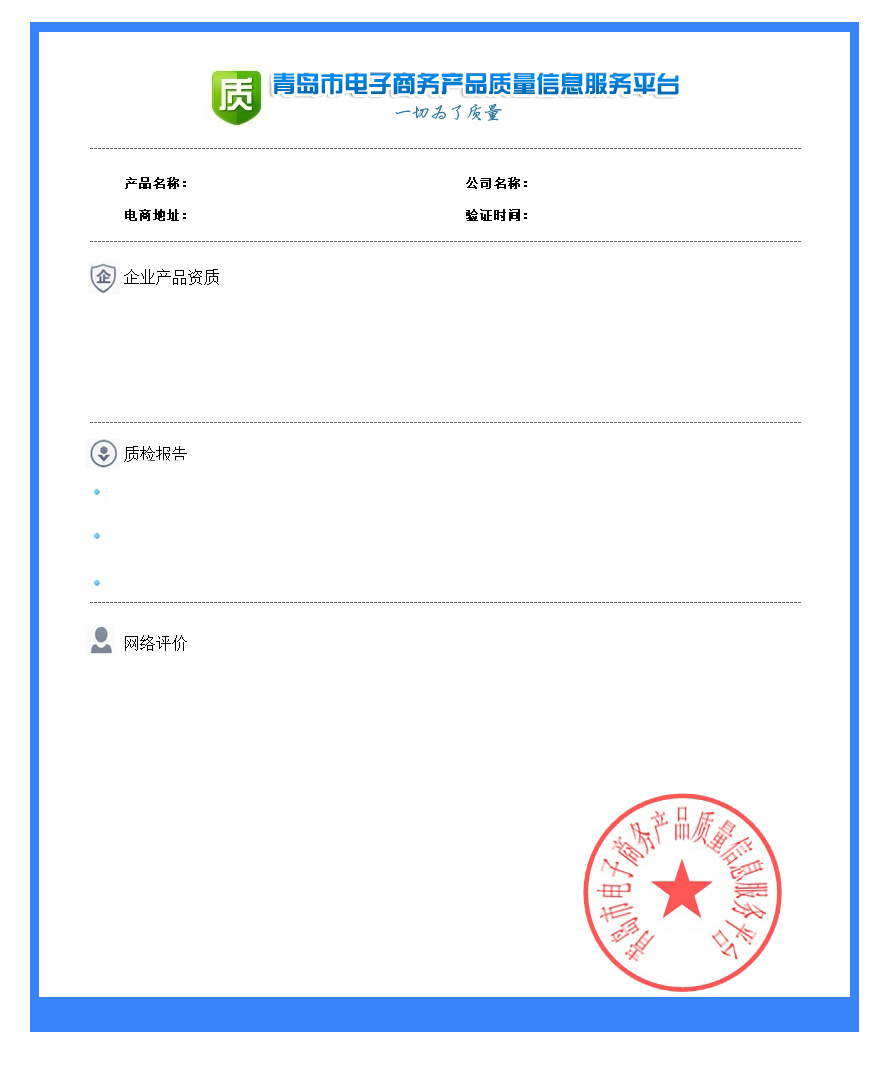 质
青岛市电子商务产品质量信息服务平台
一切为了质量
产品名称： 公司名称：
电商地址： 验证时间：
企 企业产品资质
质检报告
网络评价
青岛市电子商务产品质量信息服务平台